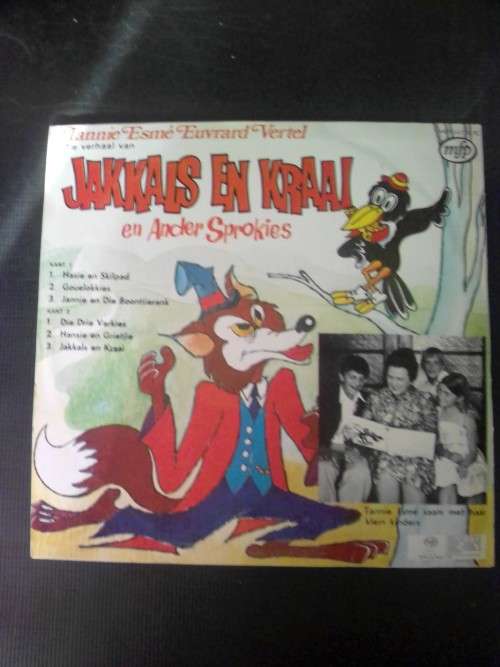 Tannie Esmé Euvrard Vertel
verhaal van
JAKKALS EN KRAAI
en Ander Sprokies
mfp
KANT 1
1. Hasie en Skilpad
2. Gouelokkies
3. Jannie en Die Boontjierank
KANT 2
1. Die Drie Varkies
2. Hansie en Grietjie
3. Jakkals en Kraai
Tannie Esmé saam met haar
klein kinders